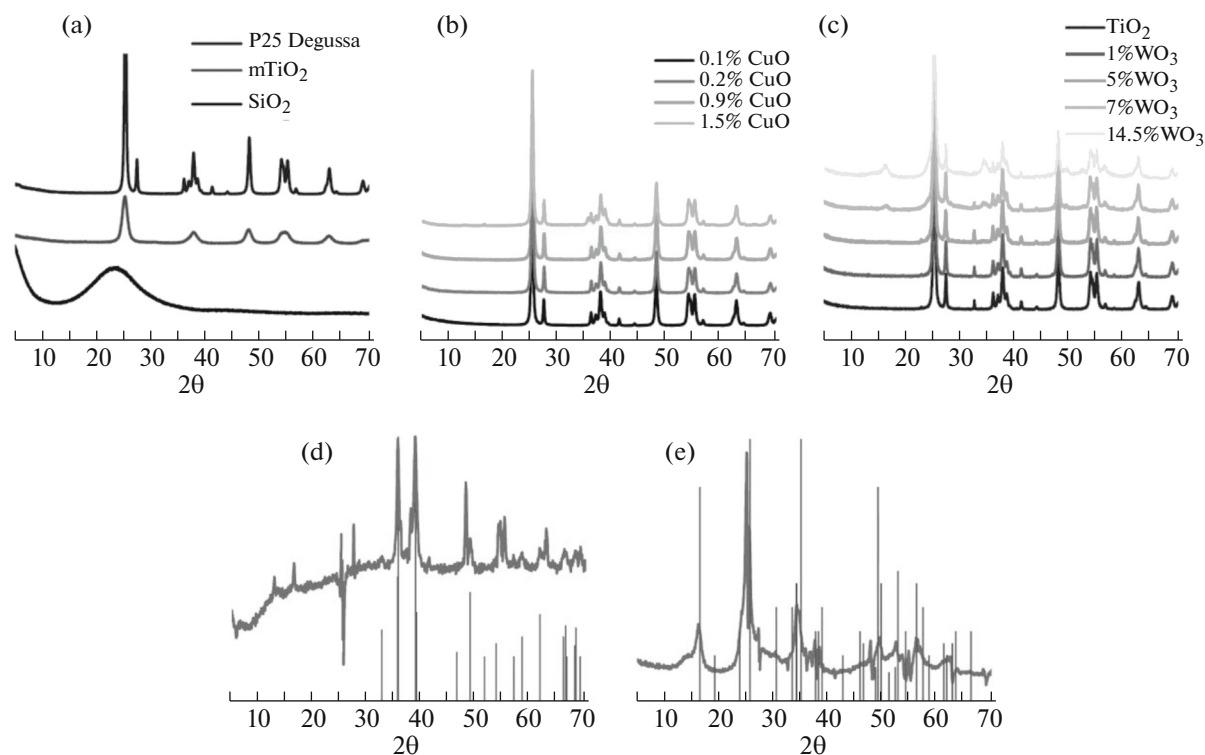 (a)
P25 Degussa
mTiO₂
SiO₂
10 20 30 40 50 60 70
2θ
(b)
0.1% CuO
0.2% CuO
0.9% CuO
1.5% CuO
10 20 30 40 50 60 70
2θ
(c)
TiO₂
1%WO₃
5%WO₃
7%WO₃
14.5%WO₃
10 20 30 40 50 60 70
2θ
(d)
10 20 30 40 50 60 70
2θ
(e)
10 20 30 40 50 60 70
2θ